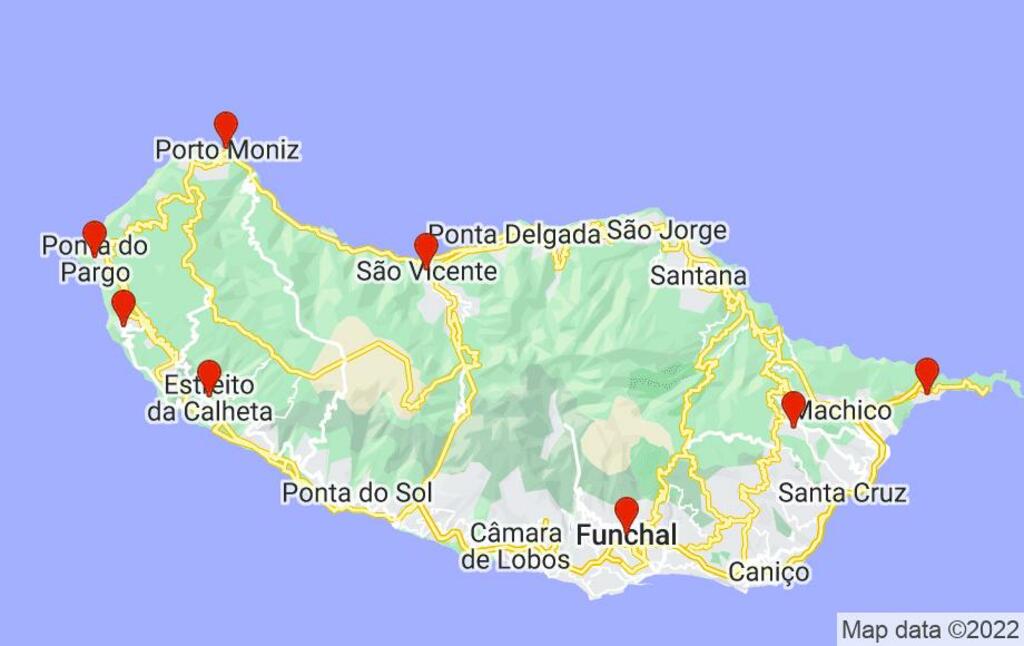 Porto Moniz
Ponta Delgada
São Jorge
Ponta do
Pargo
São Vicente
Santana
Estreito
da Calheta
Machico
Ponta do Sol
Santa Cruz
Câmara
de Lobos
Funchal
Caniço
Map data ©2022